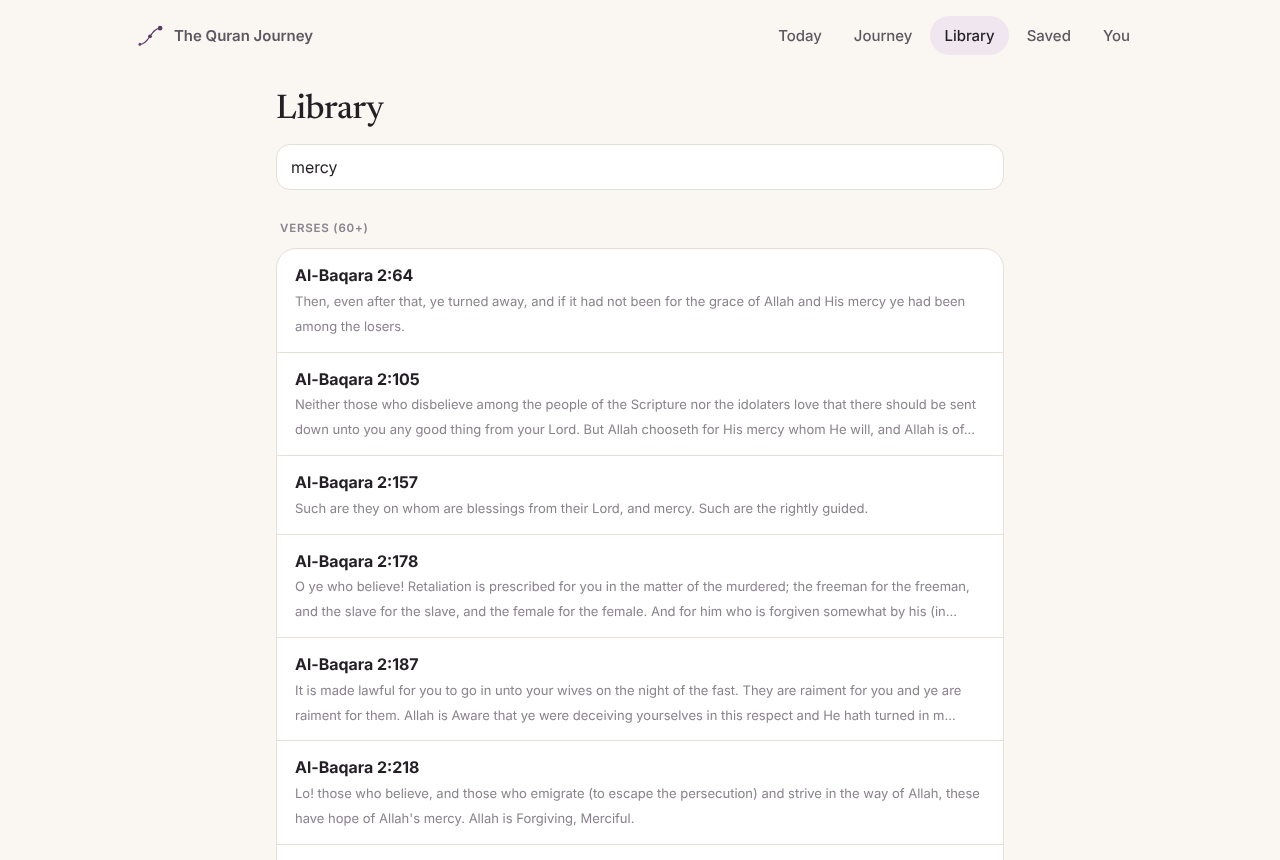 The Quran Journey
Today
Journey
Library
Saved
You
Library
mercy
VERSES (60+)
Al-Baqara 2:64
Then, even after that, ye turned away, and if it had not been for the grace of Allah and His mercy ye had been
among the losers.
Al-Baqara 2:105
Neither those who disbelieve among the people of the Scripture nor the idolaters love that there should be sent
down unto you any good thing from your Lord. But Allah chooseth for His mercy whom He will, and Allah is of...
Al-Baqara 2:157
Such are they on whom are blessings from their Lord, and mercy. Such are the rightly guided.
Al-Baqara 2:178
O ye who believe! Retaliation is prescribed for you in the matter of the murdered; the freeman for the freeman,
and the slave for the slave, and the female for the female. And for him who is forgiven somewhat by his (in...
Al-Baqara 2:187
It is made lawful for you to go in unto your wives on the night of the fast. They are raiment for you and ye are
raiment for them. Allah is Aware that ye were deceiving yourselves in this respect and He hath turned in m...
Al-Baqara 2:218
Lo! those who believe, and those who emigrate (to escape the persecution) and strive in the way of Allah, these
have hope of Allah's mercy. Allah is Forgiving, Merciful.